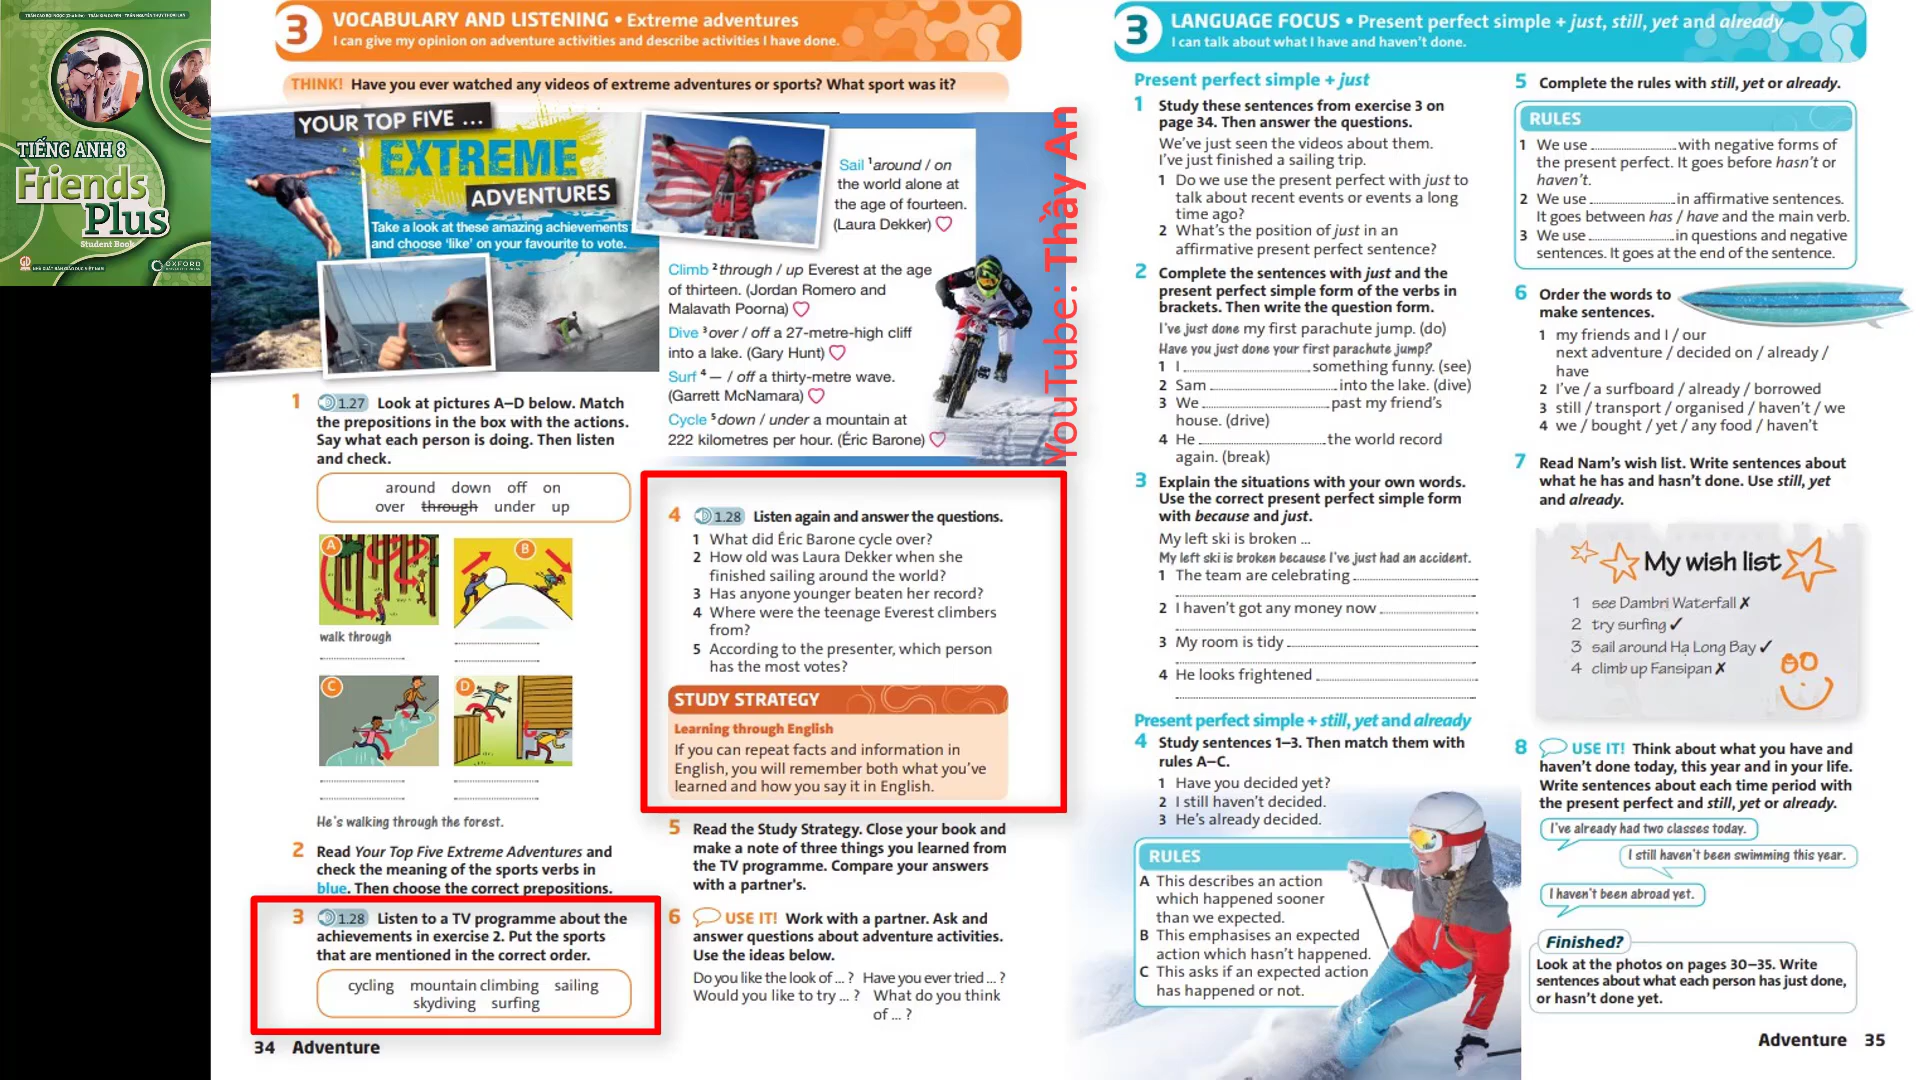 TRẦN CAO BỘI NGỌC (Chủ biên) - TRẦN KIM DUYÊN - TRẦN NGUYỄN THỤY THÙY LAN
TIẾNG ANH 8
Friends
Plus
Student Book
NHÀ XUẤT BẢN GIÁO DỤC VIỆT NAM
OXFORD
3 VOCABULARY AND LISTENING • Extreme adventures
I can give my opinion on adventure activities and describe activities I have done.
THINK! Have you ever watched any videos of extreme adventures or sports? What sport was it?
YOUR TOP FIVE ...
EXTREME
ADVENTURES
Take a look at these amazing achievements
and choose 'like' on your favourite to vote.
Sail ¹around / on
the world alone at
the age of fourteen.
(Laura Dekker)
Climb ²through / up Everest at the age
of thirteen. (Jordan Romero and
Malavath Poorna)
Dive ³over / off a 27-metre-high cliff
into a lake. (Gary Hunt)
Surf ⁴— / off a thirty-metre wave.
(Garrett McNamara)
Cycle ⁵down / under a mountain at
222 kilometres per hour. (Éric Barone)
YouTube: Thầy An
1 1.27 Look at pictures A–D below. Match
the prepositions in the box with the actions.
Say what each person is doing. Then listen
and check.
around down off on
over through under up
A
B
walk through
C
D
He's walking through the forest.
2 Read Your Top Five Extreme Adventures and
check the meaning of the sports verbs in
blue. Then choose the correct prepositions.
3 1.28 Listen to a TV programme about the
achievements in exercise 2. Put the sports
that are mentioned in the correct order.
cycling mountain climbing sailing
skydiving surfing
34 Adventure
4 1.28 Listen again and answer the questions.
1 What did Éric Barone cycle over?
2 How old was Laura Dekker when she
finished sailing around the world?
3 Has anyone younger beaten her record?
4 Where were the teenage Everest climbers
from?
5 According to the presenter, which person
has the most votes?
STUDY STRATEGY
Learning through English
If you can repeat facts and information in
English, you will remember both what you've
learned and how you say it in English.
5 Read the Study Strategy. Close your book and
make a note of three things you learned from
the TV programme. Compare your answers
with a partner's.
6 USE IT! Work with a partner. Ask and
answer questions about adventure activities.
Use the ideas below.
Do you like the look of ... ? Have you ever tried ... ?
Would you like to try ... ? What do you think
of ... ?
3 LANGUAGE FOCUS • Present perfect simple + just, still, yet and already
I can talk about what I have and haven't done.
Present perfect simple + just
1 Study these sentences from exercise 3 on
page 34. Then answer the questions.
We've just seen the videos about them.
I've just finished a sailing trip.
1 Do we use the present perfect with just to
talk about recent events or events a long
time ago?
2 What's the position of just in an
affirmative present perfect sentence?
2 Complete the sentences with just and the
present perfect simple form of the verbs in
brackets. Then write the question form.
I've just done my first parachute jump. (do)
Have you just done your first parachute jump?
1 I ........ something funny. (see)
2 Sam ........ into the lake. (dive)
3 We ........ past my friend's
house. (drive)
4 He ........ the world record
again. (break)
3 Explain the situations with your own words.
Use the correct present perfect simple form
with because and just.
My left ski is broken ...
My left ski is broken because I've just had an accident.
1 The team are celebrating ........
2 I haven't got any money now ........
3 My room is tidy ........
4 He looks frightened ........
Present perfect simple + still, yet and already
4 Study sentences 1–3. Then match them with
rules A–C.
1 Have you decided yet?
2 I still haven't decided.
3 He's already decided.
RULES
A This describes an action
which happened sooner
than we expected.
B This emphasises an expected
action which hasn't happened.
C This asks if an expected action
has happened or not.
5 Complete the rules with still, yet or already.
RULES
1 We use ........ with negative forms of
the present perfect. It goes before hasn't or
haven't.
2 We use ........ in affirmative sentences.
It goes between has / have and the main verb.
3 We use ........ in questions and negative
sentences. It goes at the end of the sentence.
6 Order the words to
make sentences.
1 my friends and I / our
next adventure / decided on / already /
have
2 I've / a surfboard / already / borrowed
3 still / transport / organised / haven't / we
4 we / bought / yet / any food / haven't
7 Read Nam's wish list. Write sentences about
what he has and hasn't done. Use still, yet
and already.
My wish list
1 see Dambri Waterfall ✗
2 try surfing ✓
3 sail around Hạ Long Bay ✓
4 climb up Fansipan ✗
8 USE IT! Think about what you have and
haven't done today, this year and in your life.
Write sentences about each time period with
the present perfect and still, yet or already.
I've already had two classes today.
I still haven't been swimming this year.
I haven't been abroad yet.
Finished?
Look at the photos on pages 30–35. Write
sentences about what each person has just done,
or hasn't done yet.
Adventure 35